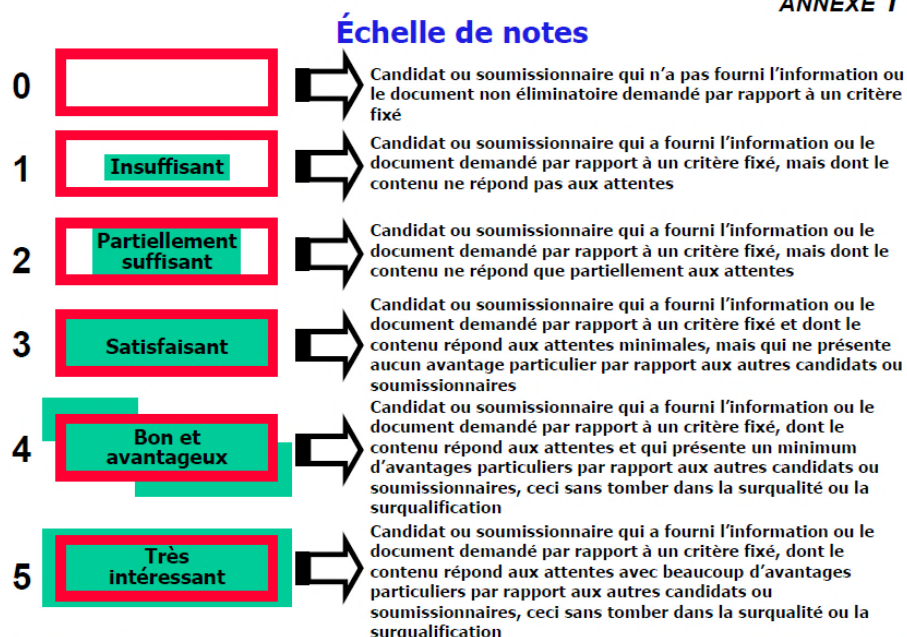 ANNEXE 1
Échelle de notes
0
Candidat ou soumissionnaire qui n'a pas fourni l'information ou
le document non éliminatoire demandé par rapport à un critère
fixé
1
Insuffisant
Candidat ou soumissionnaire qui a fourni l'information ou le
document demandé par rapport à un critère fixé, mais dont le
contenu ne répond pas aux attentes
2
Partiellement
suffisant
Candidat ou soumissionnaire qui a fourni l'information ou le
document demandé par rapport à un critère fixé, mais dont le
contenu ne répond que partiellement aux attentes
3
Satisfaisant
Candidat ou soumissionnaire qui a fourni l'information ou le
document demandé par rapport à un critère fixé et dont le
contenu répond aux attentes minimales, mais qui ne présente
aucun avantage particulier par rapport aux autres candidats ou
soumissionnaires
4
Bon et
avantageux
Candidat ou soumissionnaire qui a fourni l'information ou le
document demandé par rapport à un critère fixé, dont le
contenu répond aux attentes et qui présente un minimum
d'avantages particuliers par rapport aux autres candidats ou
soumissionnaires, ceci sans tomber dans la surqualité ou la
surqualification
5
Très
intéressant
Candidat ou soumissionnaire qui a fourni l'information ou le
document demandé par rapport à un critère fixé, dont le
contenu répond aux attentes avec beaucoup d'avantages
particuliers par rapport aux autres candidats ou
soumissionnaires, ceci sans tomber dans la surqualité ou la
surqualification